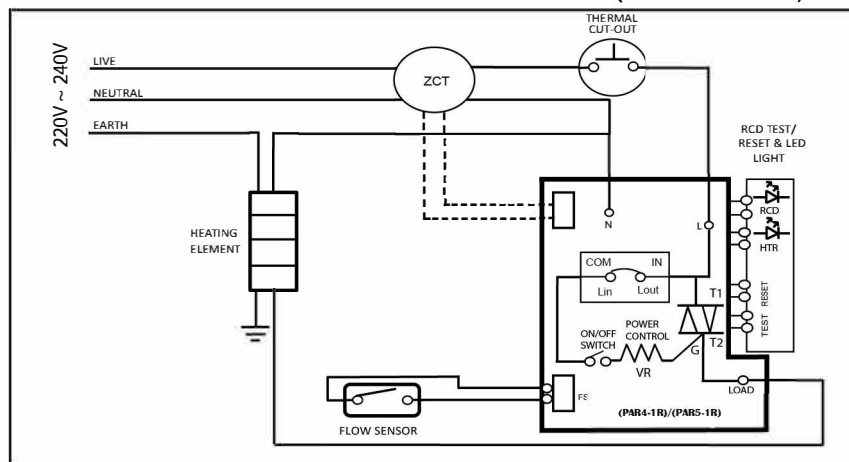 THERMAL
CUT-OUT
220V ~ 240V
LIVE
NEUTRAL
EARTH
ZCT
RCD TEST/
RESET & LED
LIGHT
HEATING
ELEMENT
N
L
RCD
HTR
COM IN
Lin Lout
T1
RESET
TEST
ON/OFF
SWITCH
POWER
CONTROL
VR
G
T2
FS
LOAD
(PAR4-1R)/(PAR5-1R)
FLOW SENSOR